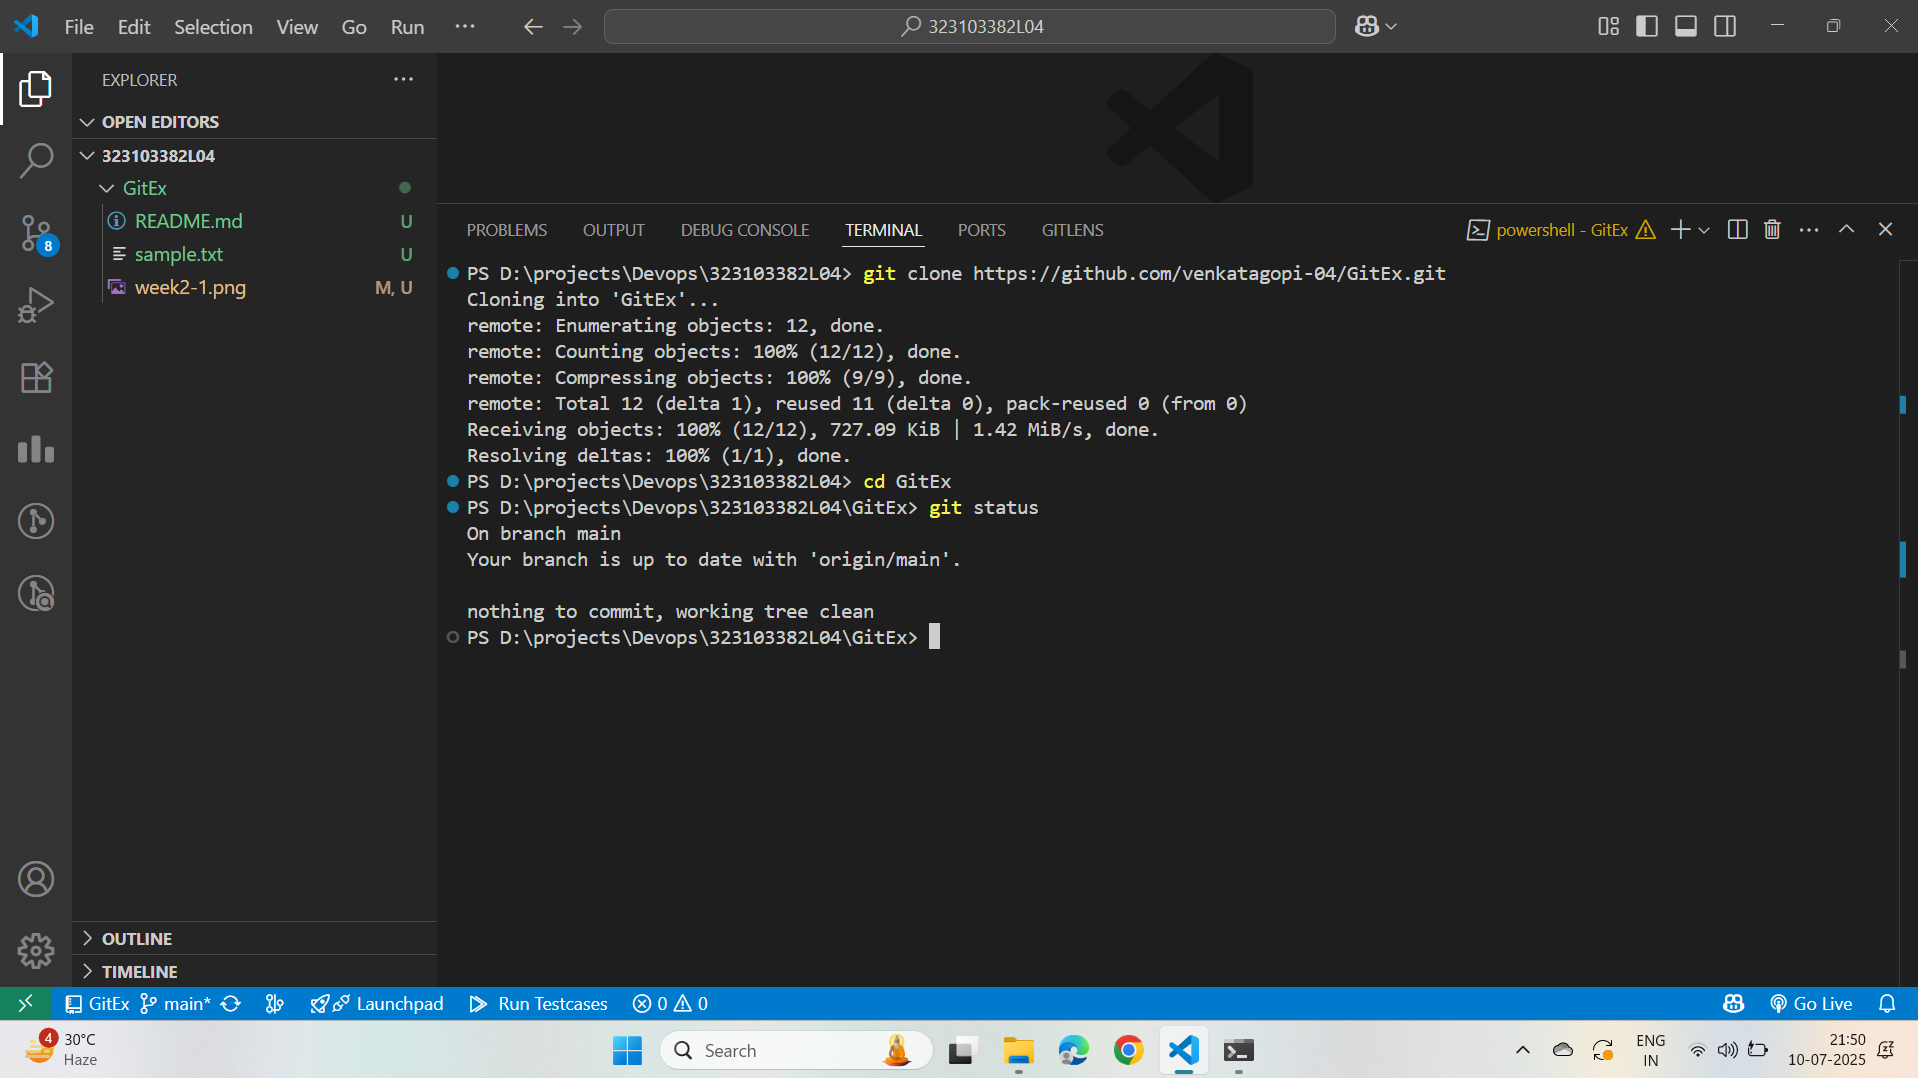 File Edit Selection View Go Run ···
323103382L04
EXPLORER ···
OPEN EDITORS
323103382L04
GitEx
README.md U
sample.txt U
week2-1.png M, U
8
OUTLINE
TIMELINE
PROBLEMS OUTPUT DEBUG CONSOLE TERMINAL PORTS GITLENS
powershell - GitEx ···
PS D:\projects\Devops\323103382L04> git clone https://github.com/venkatagopi-04/GitEx.git
Cloning into 'GitEx'...
remote: Enumerating objects: 12, done.
remote: Counting objects: 100% (12/12), done.
remote: Compressing objects: 100% (9/9), done.
remote: Total 12 (delta 1), reused 11 (delta 0), pack-reused 0 (from 0)
Receiving objects: 100% (12/12), 727.09 KiB | 1.42 MiB/s, done.
Resolving deltas: 100% (1/1), done.
PS D:\projects\Devops\323103382L04> cd GitEx
PS D:\projects\Devops\323103382L04\GitEx> git status
On branch main
Your branch is up to date with 'origin/main'.
nothing to commit, working tree clean
PS D:\projects\Devops\323103382L04\GitEx>
GitEx main* Launchpad Run Testcases 0 0 Go Live
4
30°C
Haze
Search
ENG
IN
21:50
10-07-2025